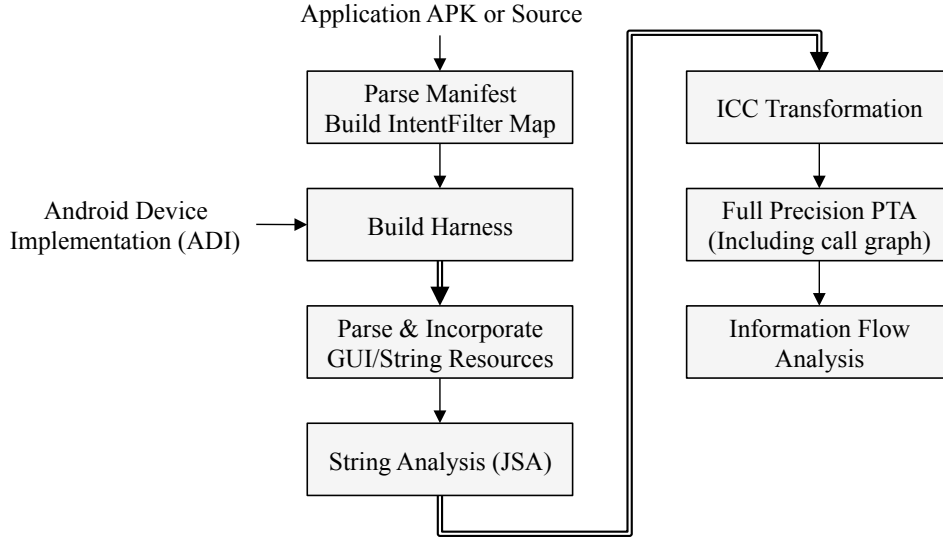 Application APK or Source
Parse Manifest
Build IntentFilter Map
Android Device
Implementation (ADI)
Build Harness
Parse & Incorporate
GUI/String Resources
String Analysis (JSA)
ICC Transformation
Full Precision PTA
(Including call graph)
Information Flow
Analysis